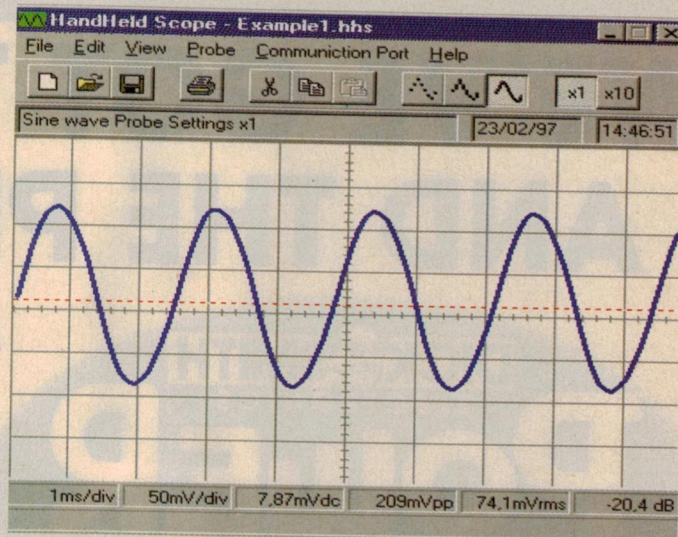 HandHeld Scope - Example1.hhs
File Edit View Probe Communiction Port Help
x1 x10
Sine wave Probe Settings x1 23/02/97 14:46:51
1ms/div 50mV/div 7,87mVdc 209mVpp 74,1mVrms -20,4 dB